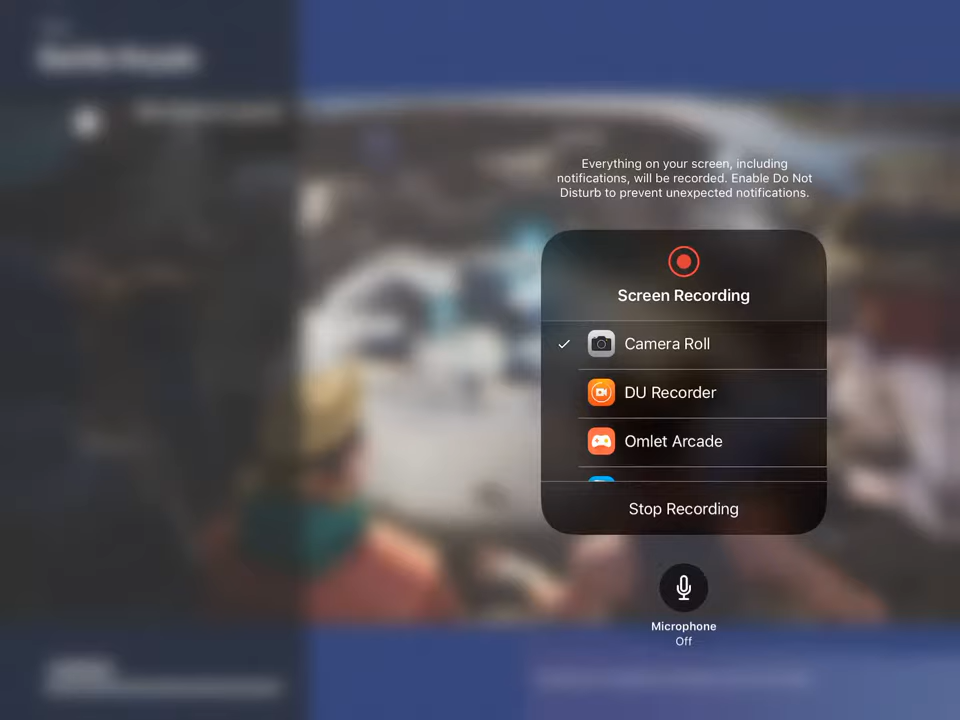 Everything on your screen, including
notifications, will be recorded. Enable Do Not
Disturb to prevent unexpected notifications.
Screen Recording
Camera Roll
DU Recorder
Omlet Arcade
Stop Recording
Microphone
Off